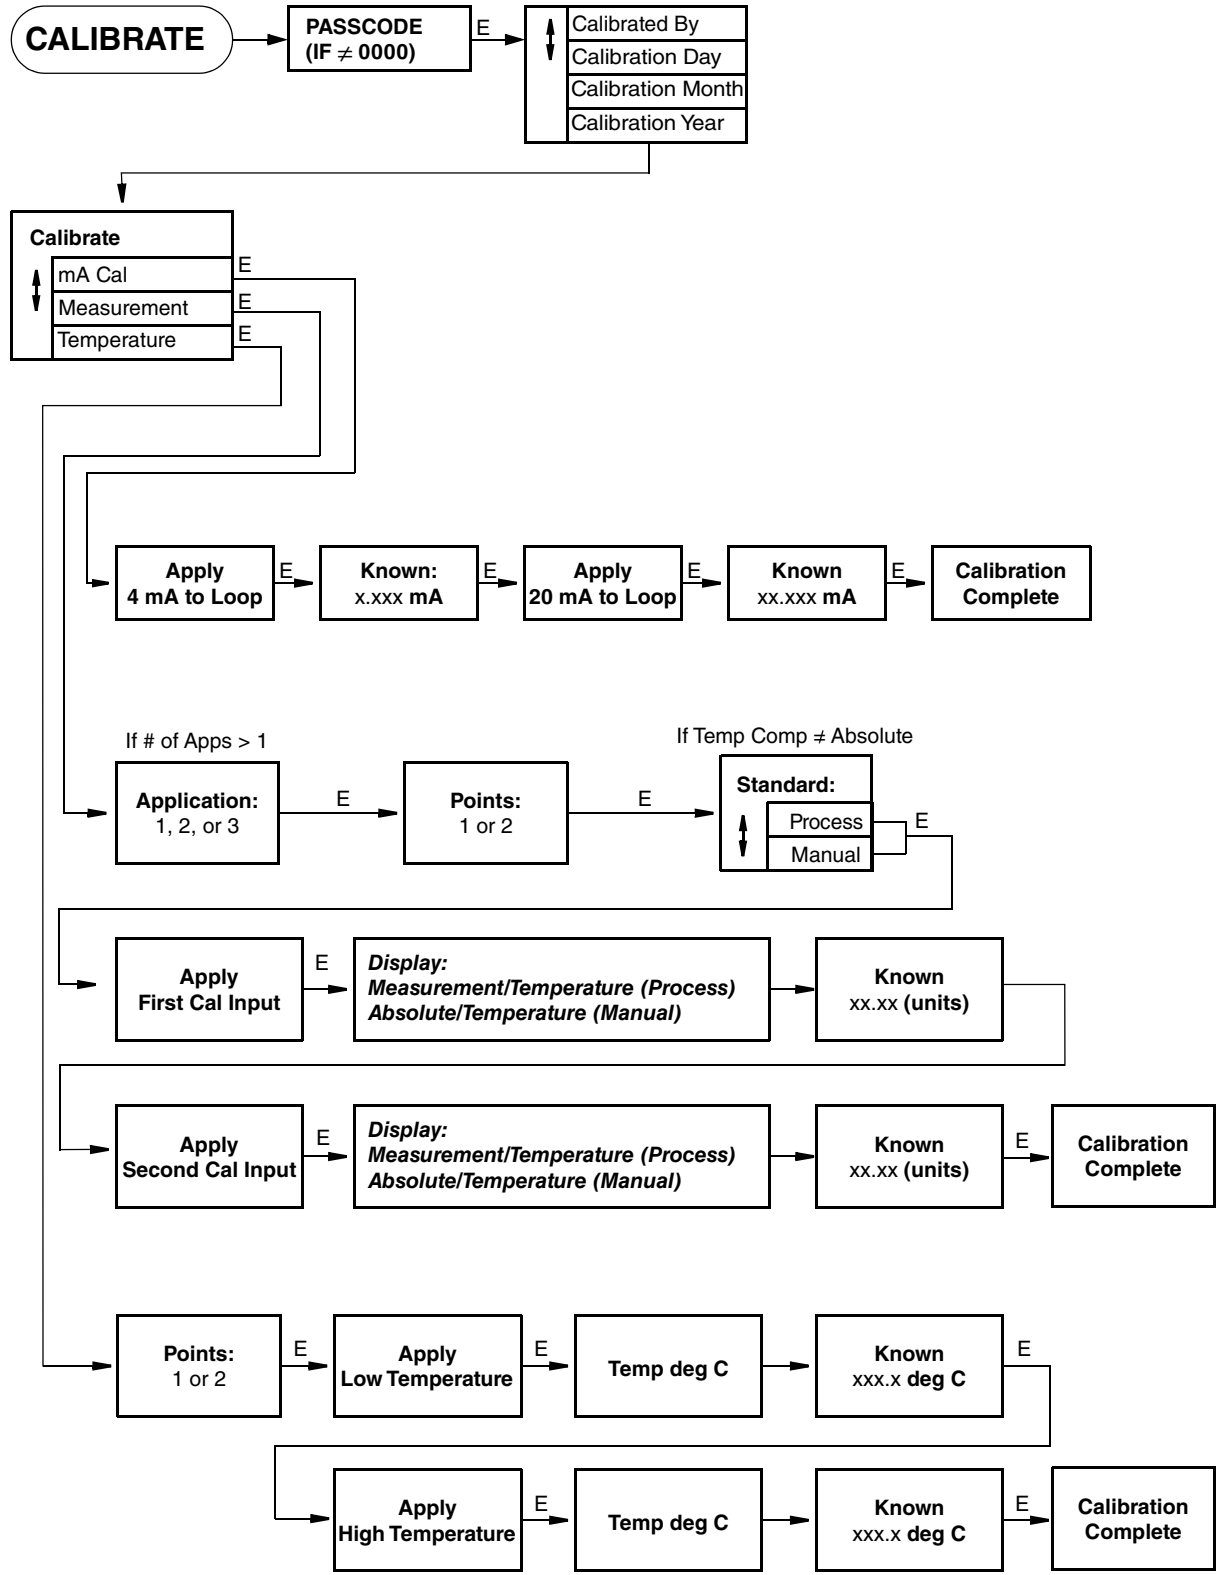 CALIBRATE
PASSCODE
(IF ≠ 0000)
E
Calibrated By
Calibration Day
Calibration Month
Calibration Year
Calibrate
mA Cal
E
Measurement
E
Temperature
E
Apply
4 mA to Loop
E
Known:
x.xxx mA
E
Apply
20 mA to Loop
E
Known
xx.xxx mA
E
Calibration
Complete
If # of Apps > 1
Application:
1, 2, or 3
E
Points:
1 or 2
E
If Temp Comp ≠ Absolute
Standard:
Process
Manual
E
Apply
First Cal Input
E
Display:
Measurement/Temperature (Process)
Absolute/Temperature (Manual)
Known
xx.xx (units)
Apply
Second Cal Input
E
Display:
Measurement/Temperature (Process)
Absolute/Temperature (Manual)
Known
xx.xx (units)
E
Calibration
Complete
Points:
1 or 2
E
Apply
Low Temperature
E
Temp deg C
Known
xxx.x deg C
E
Apply
High Temperature
E
Temp deg C
Known
xxx.x deg C
E
Calibration
Complete